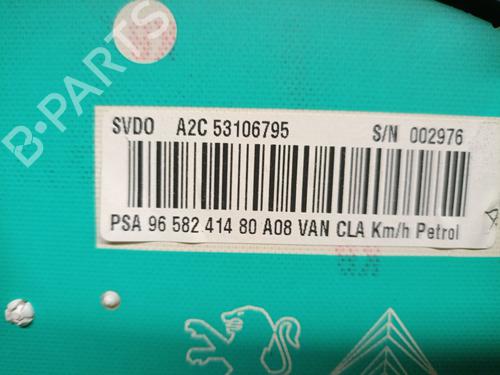 SVDO A2C 53106795 S/N 002976
PSA 96 582 414 80 A08 VAN CLA Km/h Petrol
B-Parts